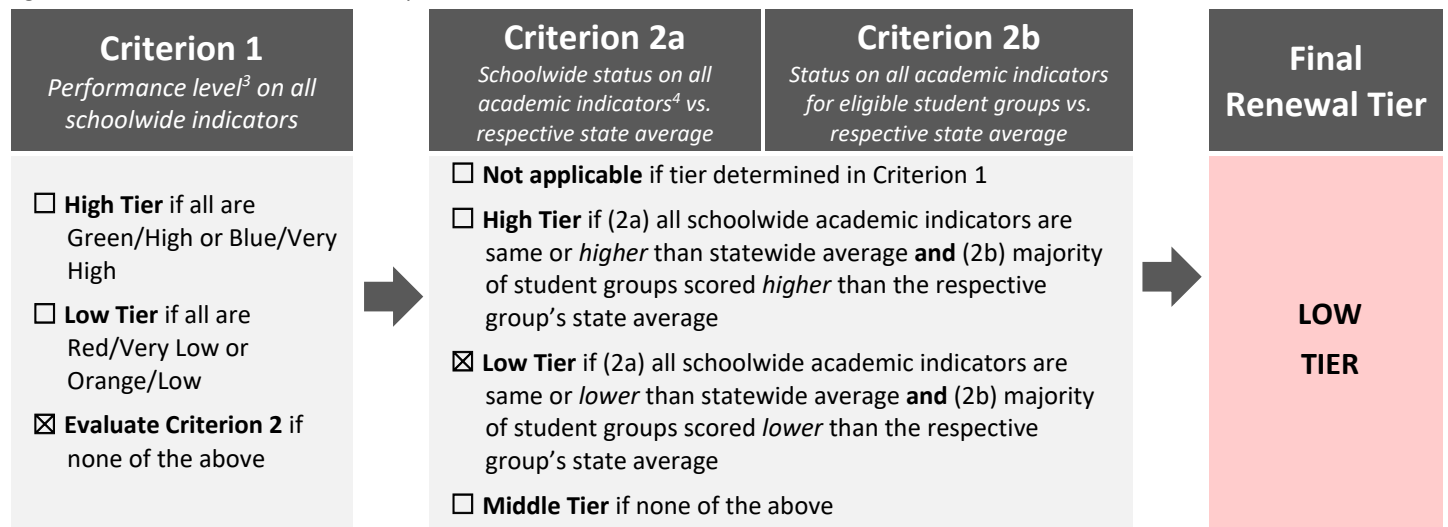 Criterion 1
Performance level3 on all
schoolwide indicators
☐ High Tier if all are
Green/High or Blue/Very
High
☐ Low Tier if all are
Red/Very Low or
Orange/Low
☒ Evaluate Criterion 2 if
none of the above
Criterion 2a
Schoolwide status on all
academic indicators4 vs.
respective state average
Criterion 2b
Status on all academic indicators
for eligible student groups vs.
respective state average
☐ Not applicable if tier determined in Criterion 1
☐ High Tier if (2a) all schoolwide academic indicators are
same or higher than statewide average and (2b) majority
of student groups scored higher than the respective
group's state average
☒ Low Tier if (2a) all schoolwide academic indicators are
same or lower than statewide average and (2b) majority
of student groups scored lower than the respective
group's state average
☐ Middle Tier if none of the above
Final
Renewal Tier
LOW
TIER